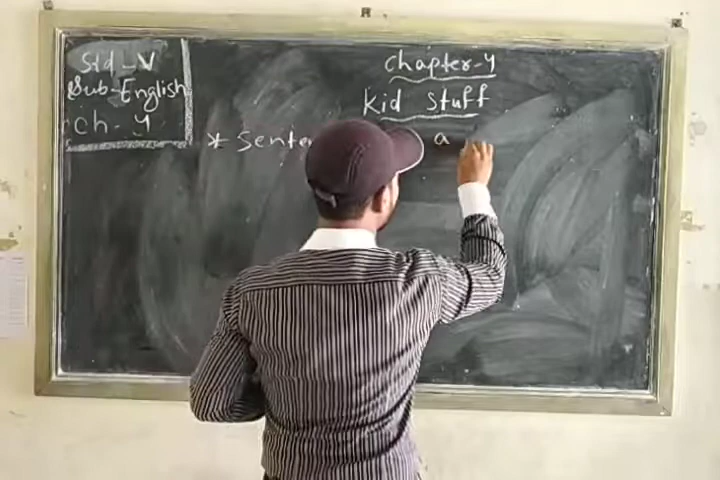 Std - V
Sub- English
Ch - 4
Chapter-4
Kid Stuff
* Sente
a